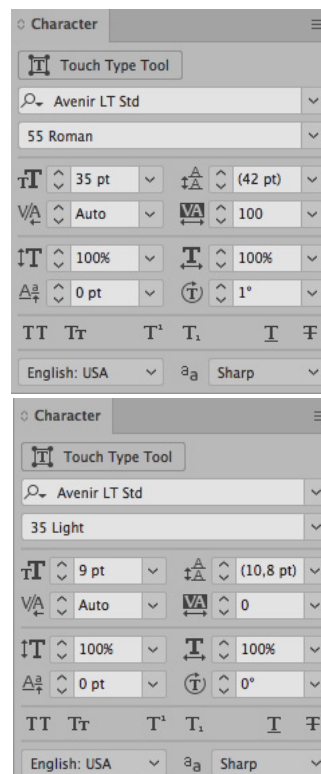 Character
Touch Type Tool
Avenir LT Std
55 Roman
35 pt (42 pt)
Auto 100
100% 100%
0 pt 1°
TT Tᴛ T¹ T₁ T T
English: USA aa Sharp
Character
Touch Type Tool
Avenir LT Std
35 Light
9 pt (10,8 pt)
Auto 0
100% 100%
0 pt 0°
TT Tᴛ T¹ T₁ T T
English: USA aa Sharp